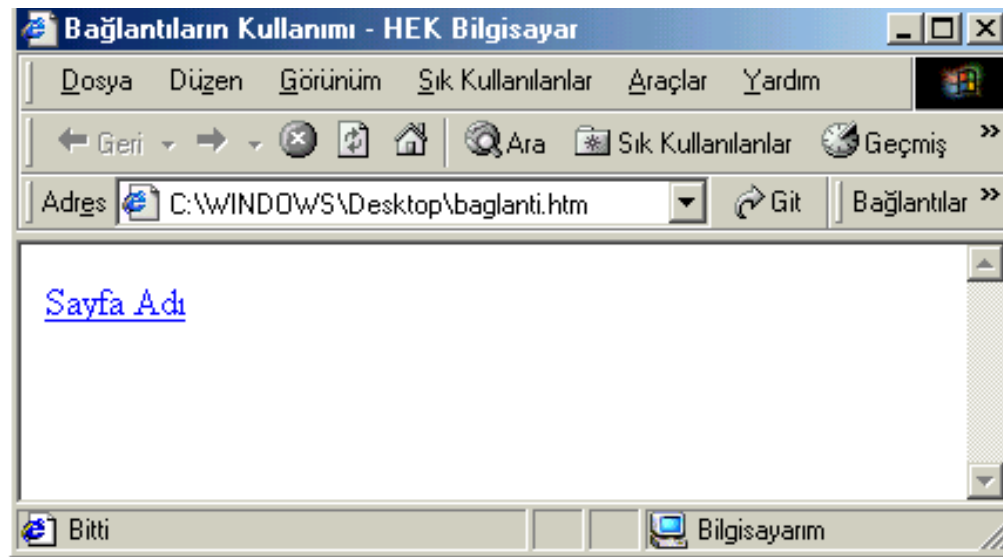 Bağlantıların Kullanımı - HEK Bilgisayar
Dosya Düzen Görünüm Sık Kullanılanlar Araçlar Yardım
Geri Ara Sık Kullanılanlar Geçmiş »
Adres C:\WINDOWS\Desktop\baglanti.htm Git Bağlantılar »
Sayfa Adı
Bitti Bilgisayarım